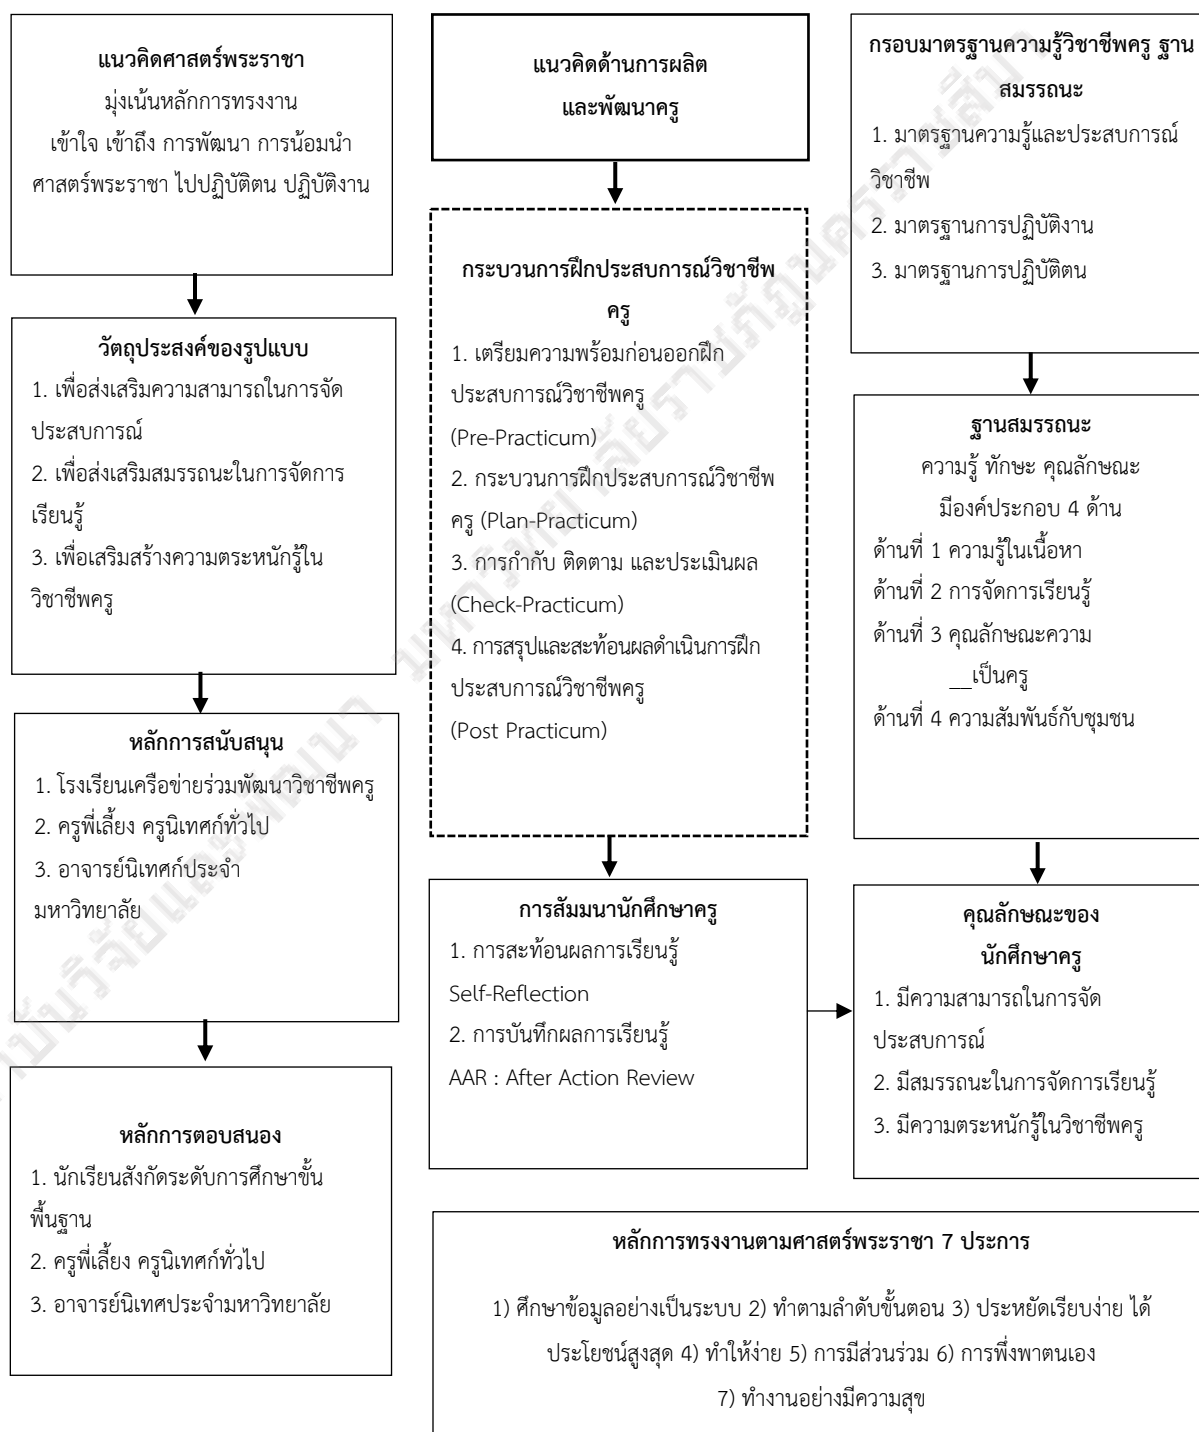 แนวคิดศาสตร์พระราชา
มุ่งเน้นหลักการทรงงาน
เข้าใจ เข้าถึง การพัฒนา การน้อมนำ
ศาสตร์พระราชา ไปปฏิบัติตน ปฏิบัติงาน
วัตถุประสงค์ของรูปแบบ
1. เพื่อส่งเสริมความสามารถในการจัด
ประสบการณ์
2. เพื่อส่งเสริมสมรรถนะในการจัดการ
เรียนรู้
3. เพื่อเสริมสร้างความตระหนักรู้ใน
วิชาชีพครู
หลักการสนับสนุน
1. โรงเรียนเครือข่ายร่วมพัฒนาวิชาชีพครู
2. ครูพี่เลี้ยง ครูนิเทศก์ทั่วไป
3. อาจารย์นิเทศก์ประจำ
มหาวิทยาลัย
หลักการตอบสนอง
1. นักเรียนสังกัดระดับการศึกษาขั้น
พื้นฐาน
2. ครูพี่เลี้ยง ครูนิเทศก์ทั่วไป
3. อาจารย์นิเทศประจำมหาวิทยาลัย
แนวคิดด้านการผลิต
และพัฒนาครู
กระบวนการฝึกประสบการณ์วิชาชีพ
ครู
1. เตรียมความพร้อมก่อนออกฝึก
ประสบการณ์วิชาชีพครู
(Pre-Practicum)
2. กระบวนการฝึกประสบการณ์วิชาชีพ
ครู (Plan-Practicum)
3. การกำกับ ติดตาม และประเมินผล
(Check-Practicum)
4. การสรุปและสะท้อนผลดำเนินการฝึก
ประสบการณ์วิชาชีพครู
(Post Practicum)
การสัมมนานักศึกษาครู
1. การสะท้อนผลการเรียนรู้
Self-Reflection
2. การบันทึกผลการเรียนรู้
AAR : After Action Review
กรอบมาตรฐานความรู้วิชาชีพครู ฐาน
สมรรถนะ
1. มาตรฐานความรู้และประสบการณ์
วิชาชีพ
2. มาตรฐานการปฏิบัติงาน
3. มาตรฐานการปฏิบัติตน
ฐานสมรรถนะ
ความรู้ ทักษะ คุณลักษณะ
มีองค์ประกอบ 4 ด้าน
ด้านที่ 1 ความรู้ในเนื้อหา
ด้านที่ 2 การจัดการเรียนรู้
ด้านที่ 3 คุณลักษณะความ
__เป็นครู
ด้านที่ 4 ความสัมพันธ์กับชุมชน
คุณลักษณะของ
นักศึกษาครู
1. มีความสามารถในการจัด
ประสบการณ์
2. มีสมรรถนะในการจัดการเรียนรู้
3. มีความตระหนักรู้ในวิชาชีพครู
หลักการทรงงานตามศาสตร์พระราชา 7 ประการ
1) ศึกษาข้อมูลอย่างเป็นระบบ 2) ทำตามลำดับขั้นตอน 3) ประหยัดเรียบง่าย ได้
ประโยชน์สูงสุด 4) ทำให้ง่าย 5) การมีส่วนร่วม 6) การพึ่งพาตนเอง
7) ทำงานอย่างมีความสุข
วิจัยและพัฒนา มหาวิทยาลัยราชภัฏนครราชสีมา